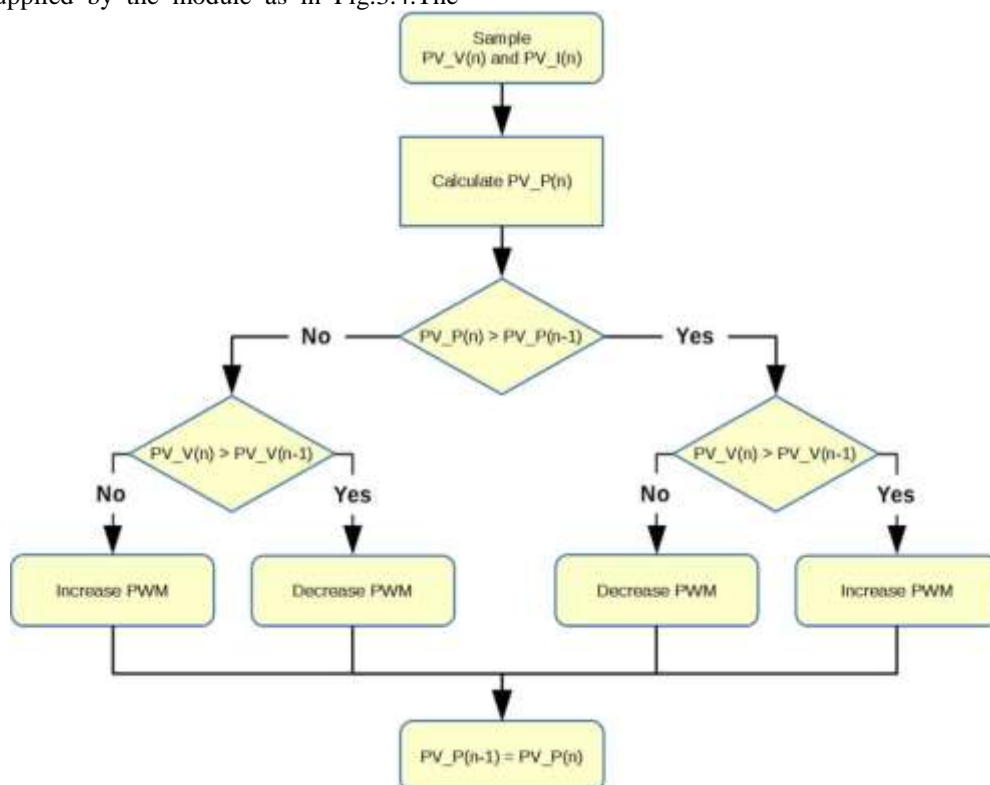 upplied by the module as in Fig.3.4.The
Sample
PV_V(n) and PV_I(n)
Calculate PV_P(n)
PV_P(n) > PV_P(n-1)
No
Yes
PV_V(n) > PV_V(n-1)
PV_V(n) > PV_V(n-1)
No
Yes
No
Yes
Increase PWM
Decrease PWM
Decrease PWM
Increase PWM
PV_P(n-1) = PV_P(n)